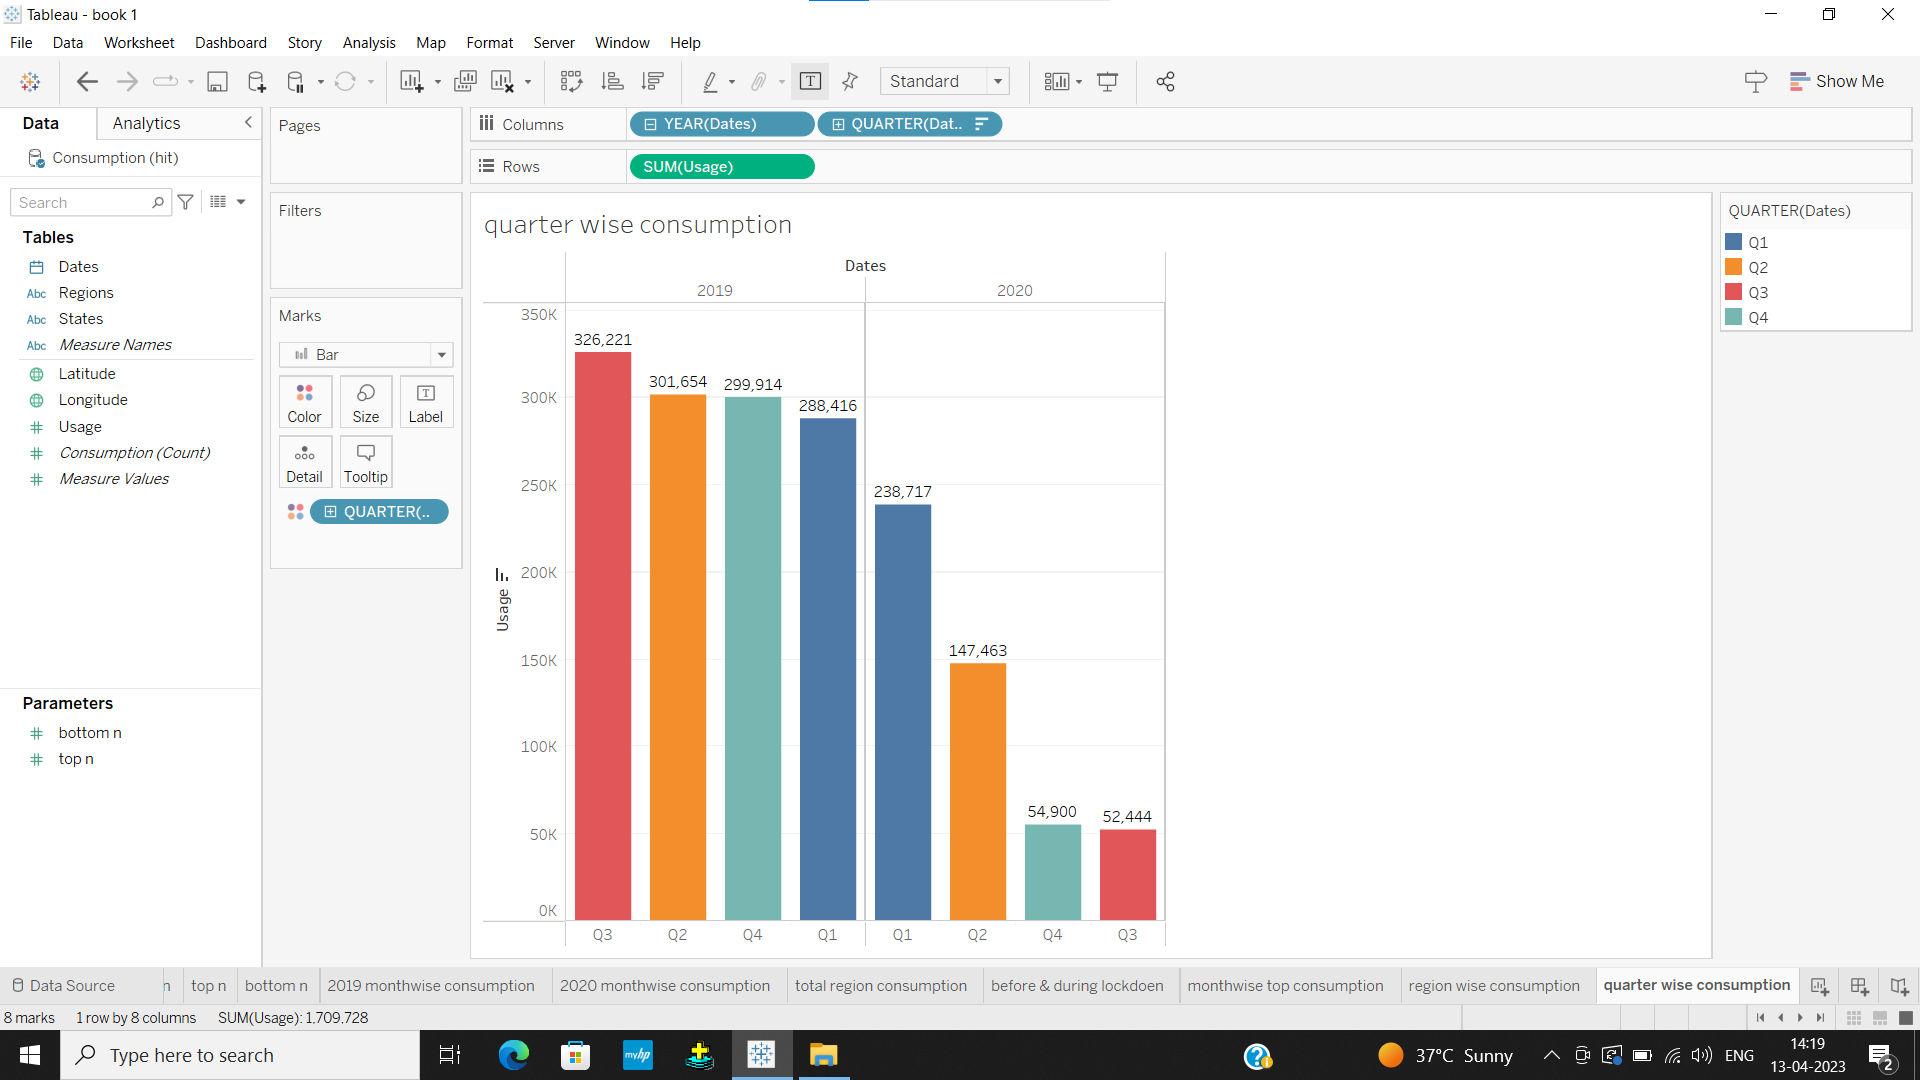 Tableau - book 1
File Data Worksheet Dashboard Story Analysis Map Format Server Window Help
Standard
Show Me
Data Analytics
Consumption (hit)
Search
Tables
Dates
Abc Regions
Abc States
Abc Measure Names
Latitude
Longitude
# Usage
# Consumption (Count)
# Measure Values
Parameters
# bottom n
# top n
Pages
Filters
Marks
Bar
Color Size Label
Detail Tooltip
QUARTER(..
Columns YEAR(Dates) QUARTER(Dat..
Rows SUM(Usage)
quarter wise consumption
Dates
2019 2020
350K
300K
250K
200K
150K
100K
50K
0K
Usage
326,221
301,654
299,914
288,416
238,717
147,463
54,900
52,444
Q3 Q2 Q4 Q1 Q1 Q2 Q4 Q3
QUARTER(Dates)
Q1
Q2
Q3
Q4
Data Source n top n bottom n 2019 monthwise consumption 2020 monthwise consumption total region consumption before & during lockdoen monthwise top consumption region wise consumption quarter wise consumption
8 marks 1 row by 8 columns SUM(Usage): 1,709,728
Type here to search
myhp
37°C Sunny
ENG
14:19
13-04-2023
2